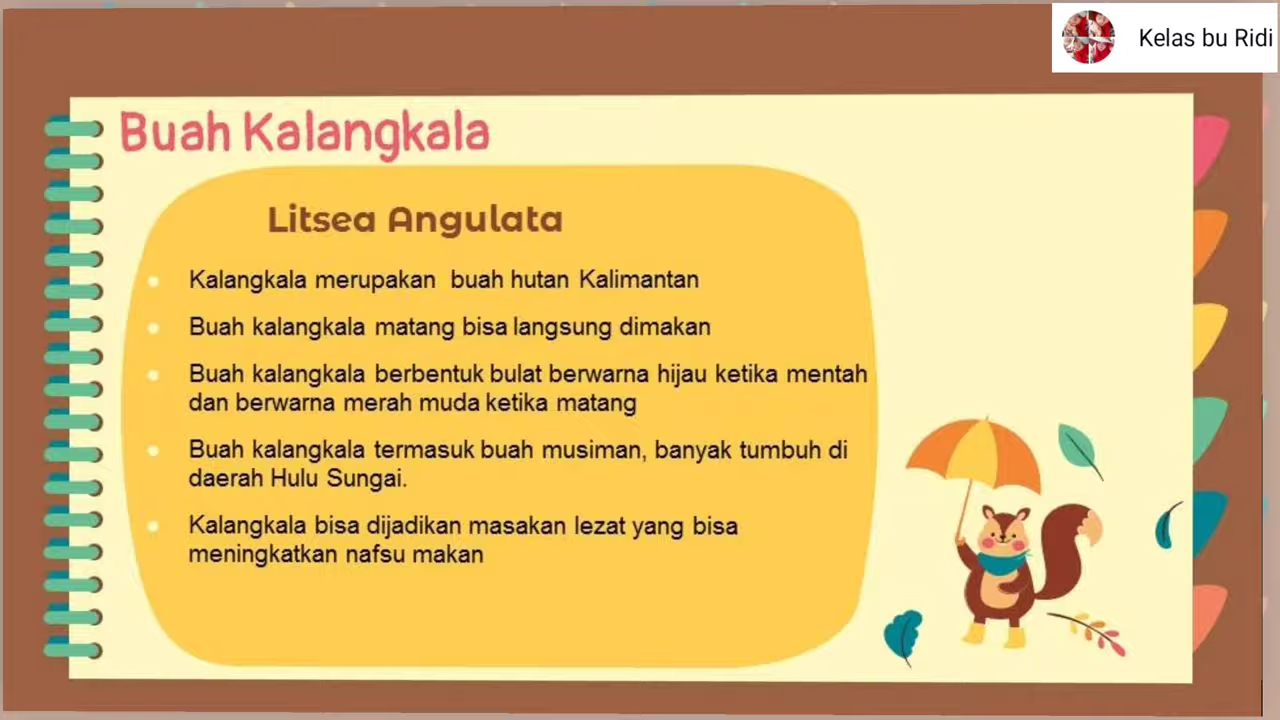 Kelas bu Ridi
Buah Kalangkala
Litsea Angulata
Kalangkala merupakan buah hutan Kalimantan
Buah kalangkala matang bisa langsung dimakan
Buah kalangkala berbentuk bulat berwarna hijau ketika mentah
dan berwarna merah muda ketika matang
Buah kalangkala termasuk buah musiman, banyak tumbuh di
daerah Hulu Sungai.
Kalangkala bisa dijadikan masakan lezat yang bisa
meningkatkan nafsu makan